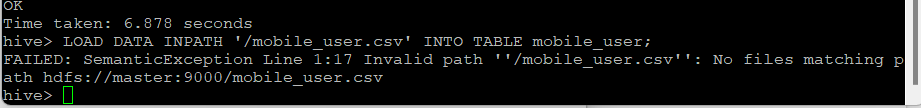 OK
Time taken: 6.878 seconds
hive> LOAD DATA INPATH '/mobile_user.csv' INTO TABLE mobile_user;
FAILED: SemanticException Line 1:17 Invalid path ''/mobile_user.csv'': No files matching p
ath hdfs://master:9000/mobile_user.csv
hive>